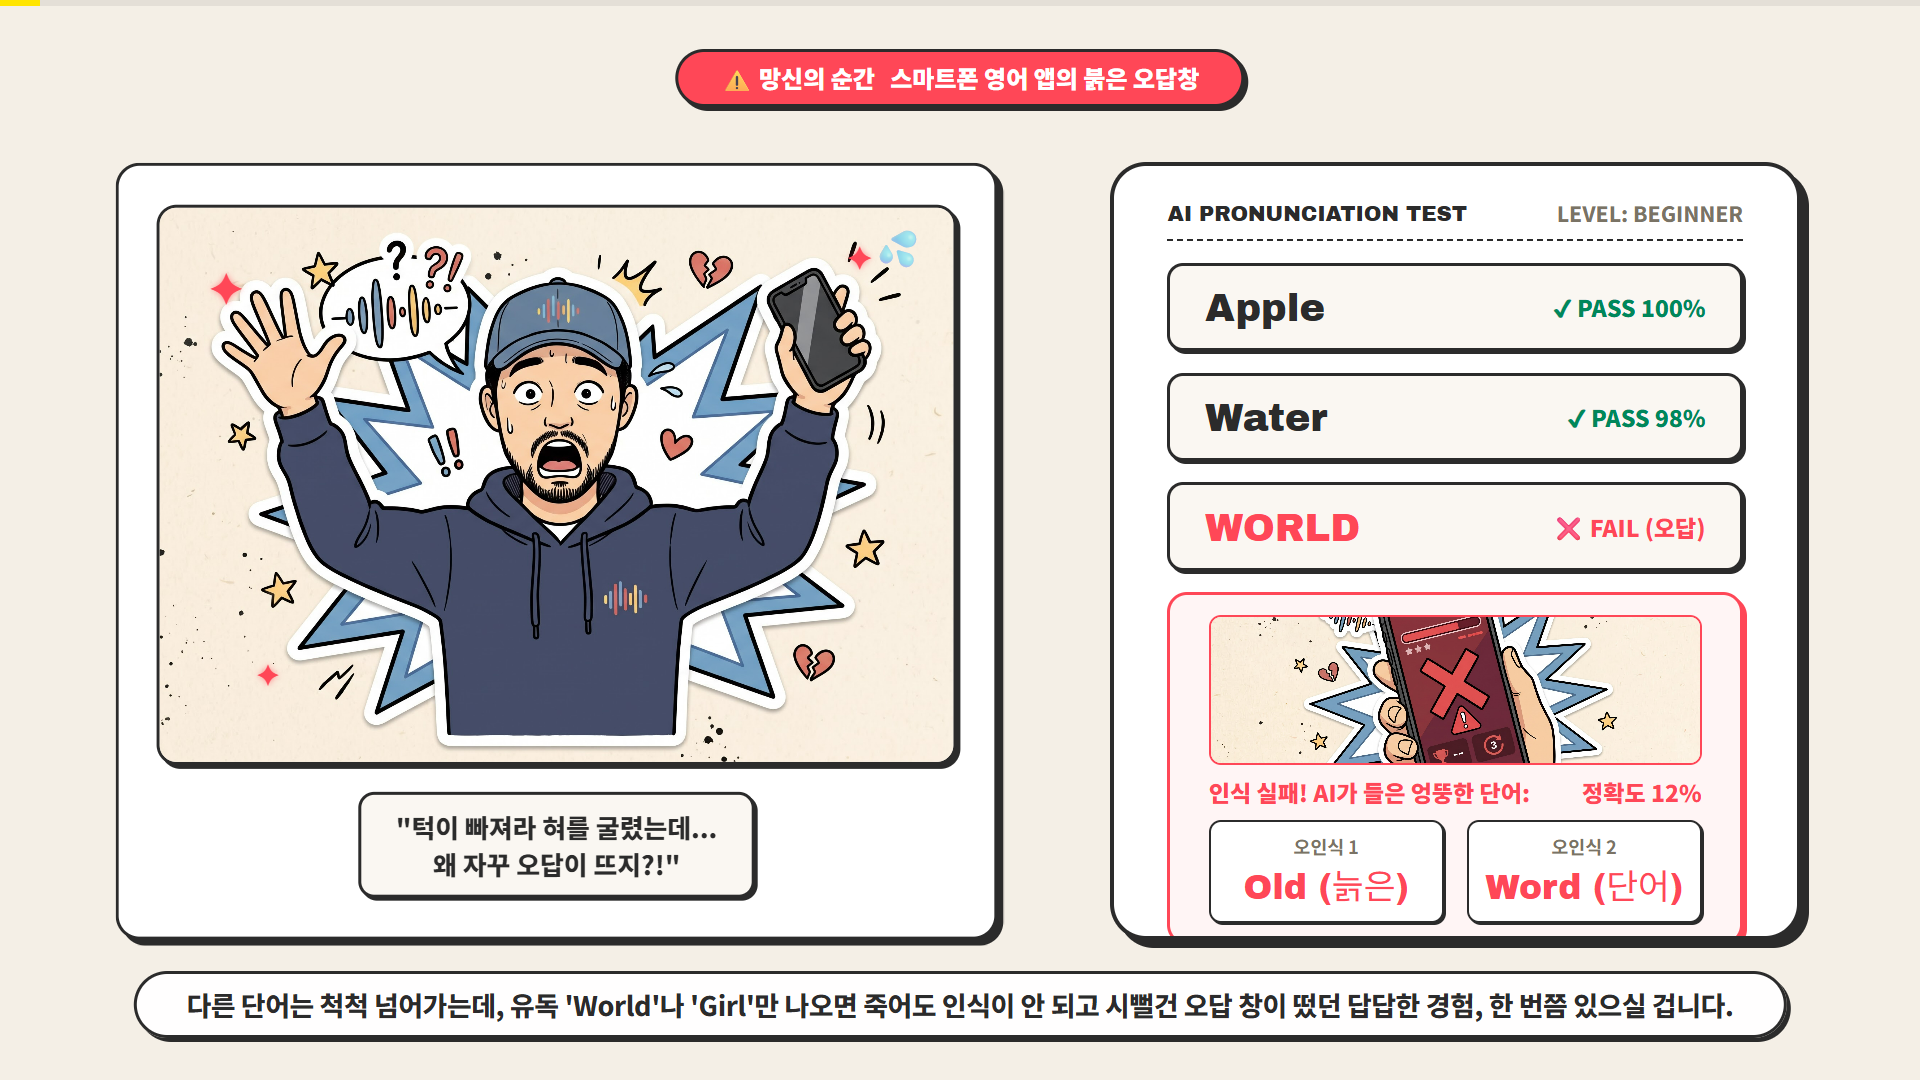 ⚠️ 망신의 순간 스마트폰 영어 앱의 붉은 오답창
? ?!
!!
"턱이 빠져라 혀를 굴렸는데...
왜 자꾸 오답이 뜨지?!"
AI PRONUNCIATION TEST LEVEL: BEGINNER
Apple ✓ PASS 100%
Water ✓ PASS 98%
WORLD ❌ FAIL (오답)
3
인식 실패! AI가 들은 엉뚱한 단어: 정확도 12%
오인식 1
Old (늙은)
오인식 2
Word (단어)
다른 단어는 척척 넘어가는데, 유독 'World'나 'Girl'만 나오면 죽어도 인식이 안 되고 시뻘건 오답 창이 떴던 답답한 경험, 한 번쯤 있으실 겁니다.